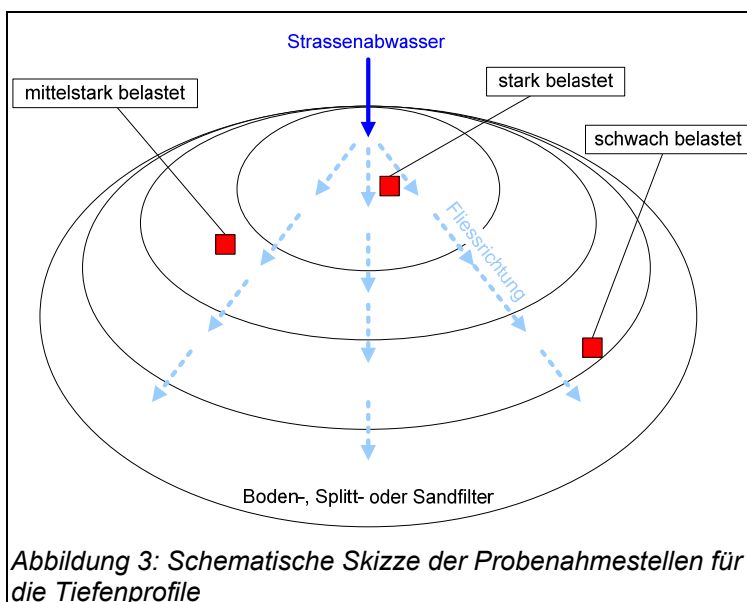 Strassenabwasser
mittelstark belastet
stark belastet
schwach belastet
Fliessrichtung
Boden-, Splitt- oder Sandfilter
Abbildung 3: Schematische Skizze der Probenahmestellen für
die Tiefenprofile